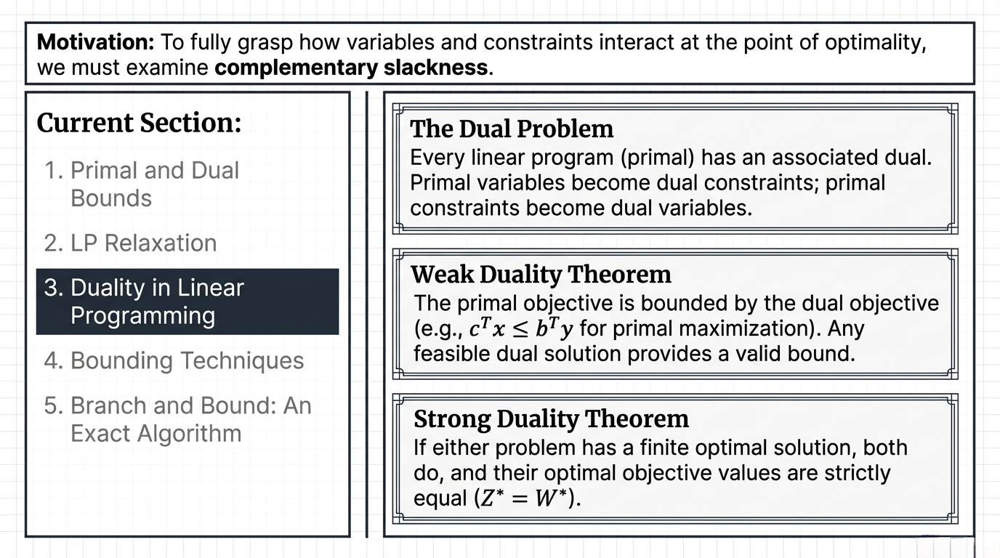 Motivation: To fully grasp how variables and constraints interact at the point of optimality,
we must examine complementary slackness.
Current Section:
1. Primal and Dual
Bounds
2. LP Relaxation
3. Duality in Linear
Programming
4. Bounding Techniques
5. Branch and Bound: An
Exact Algorithm
The Dual Problem
Every linear program (primal) has an associated dual.
Primal variables become dual constraints; primal
constraints become dual variables.
Weak Duality Theorem
The primal objective is bounded by the dual objective
(e.g., $c^T x \leq b^T y$ for primal maximization). Any
feasible dual solution provides a valid bound.
Strong Duality Theorem
If either problem has a finite optimal solution, both
do, and their optimal objective values are strictly
equal ($Z^* = W^*$).